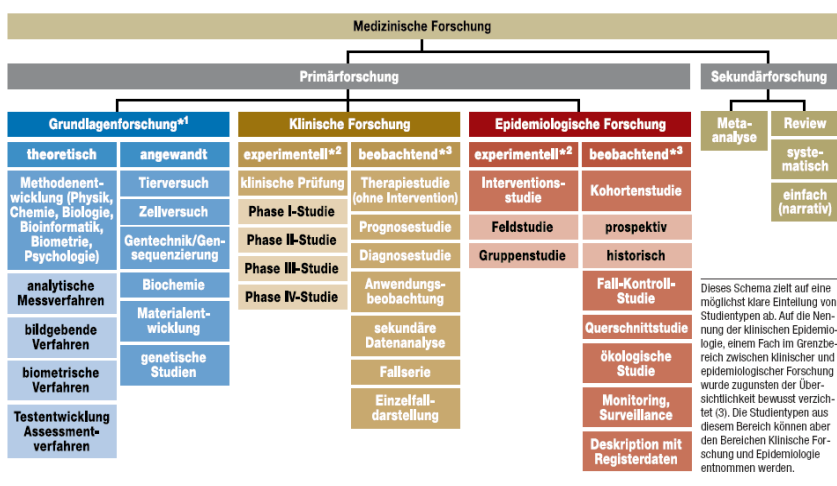 Medizinische Forschung
Primärforschung
Sekundärforschung
Grundlagenforschung*1
theoretisch
Methodenent-
wicklung (Physik,
Chemie, Biologie,
Bioinformatik,
Biometrie,
Psychologie)
analytische
Messverfahren
bildgebende
Verfahren
biometrische
Verfahren
Testentwicklung
Assessment-
verfahren
angewandt
Tierversuch
Zellversuch
Gentechnik/Gen-
sequenzierung
Biochemie
Materialent-
wicklung
genetische
Studien
Klinische Forschung
experimentell*2
klinische Prüfung
Phase I-Studie
Phase II-Studie
Phase III-Studie
Phase IV-Studie
beobachtend*3
Therapiestudie
(ohne Intervention)
Prognosestudie
Diagnosestudie
Anwendungs-
beobachtung
sekundäre
Datenanalyse
Fallserie
Einzelfall-
darstellung
Epidemiologische Forschung
experimentell*2
Interventions-
studie
Feldstudie
Gruppenstudie
beobachtend*3
Kohortenstudie
prospektiv
historisch
Fall-Kontroll-
Studie
Querschnittstudie
ökologische
Studie
Monitoring,
Surveillance
Deskription mit
Registerdaten
Meta-
analyse
Review
syste-
matisch
einfach
(narrativ)
Dieses Schema zielt auf eine
möglichst klare Einteilung von
Studientypen ab. Auf die Nen-
nung der klinischen Epidemio-
logie, einem Fach im Grenzbe-
reich zwischen klinischer und
epidemiologischer Forschung
wurde zugunsten der Über-
sichtlichkeit bewusst verzich-
tet (3). Die Studientypen aus
diesem Bereich können aber
den Bereichen Klinische For-
schung und Epidemiologie
entnommen werden.